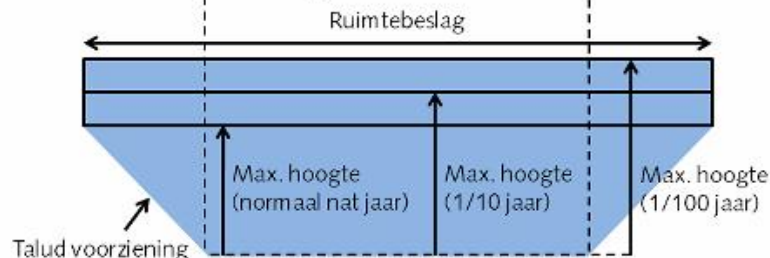 Ruimtebeslag
Max. hoogte
(normaal nat jaar)
Max. hoogte
(1/10 jaar)
Max. hoogte
(1/100 jaar)
Talud voorziening